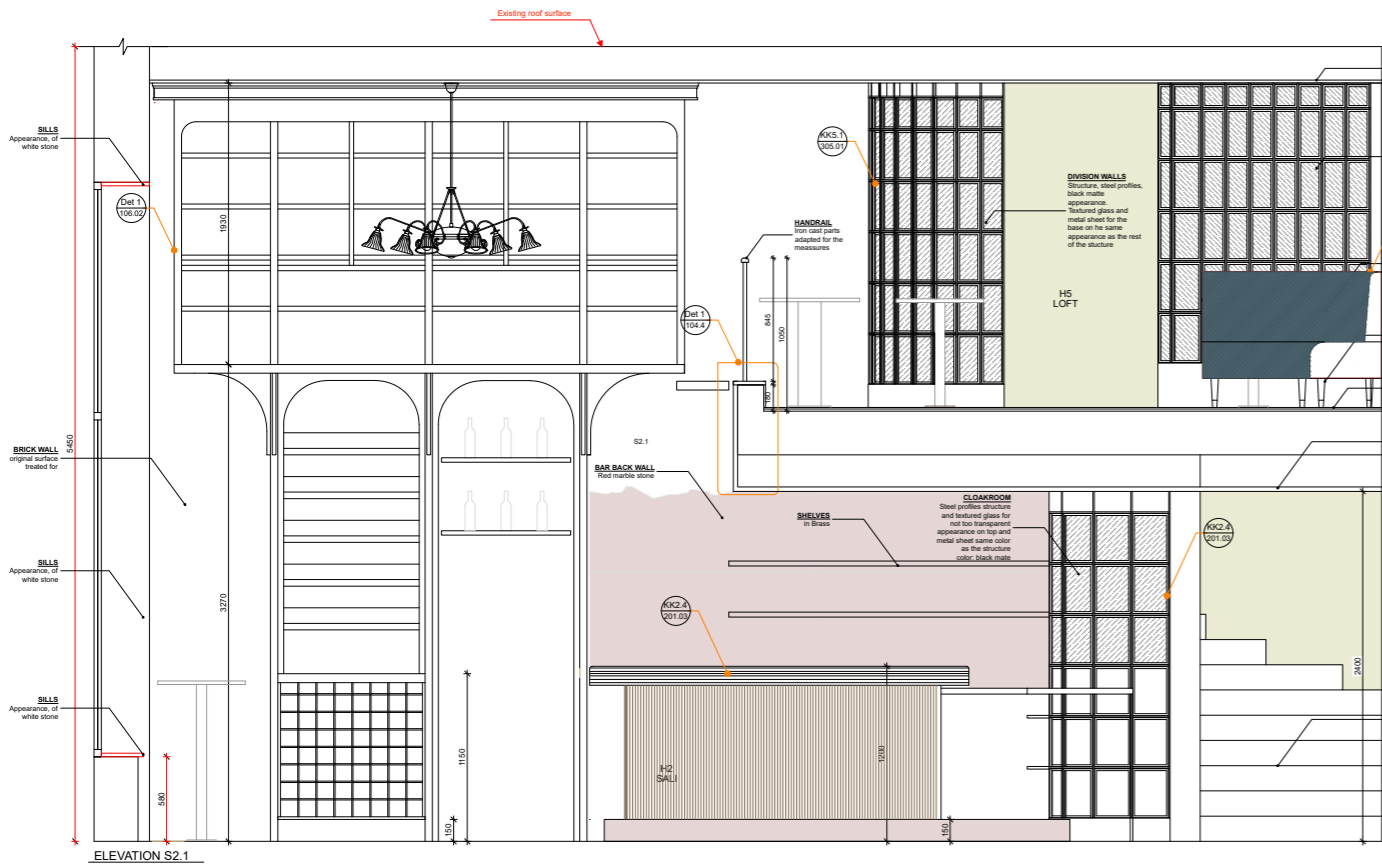 Existing roof surface
SILLS
Appearance, of
white stone
Det 1
106.02
1930
KK5.1
305.01
DIVISION WALLS
Structure, steel profiles,
black matte
appearance.
Textured glass and
metal sheet for the
base on he same
appearance as the rest
of the stucture
HANDRAIL
Iron cast parts
adapted for the
meassures
H5
LOFT
Det 1
104.4
845
1050
180
5450
BRICK WALL
original surface
treated for
S2.1
BAR BACK WALL
Red marble stone
SHELVES
in Brass
CLOAKROOM
Steel profiles structure
and textured glass for
not too transparent
appearance on top and
metal sheet same color
as the structure
color: black mate
KK2.4
201.03
SILLS
Appearance, of
white stone
3270
KK2.4
201.03
2400
SILLS
Appearance, of
white stone
580
1150
150
H2
SALI
1200
150
ELEVATION S2.1